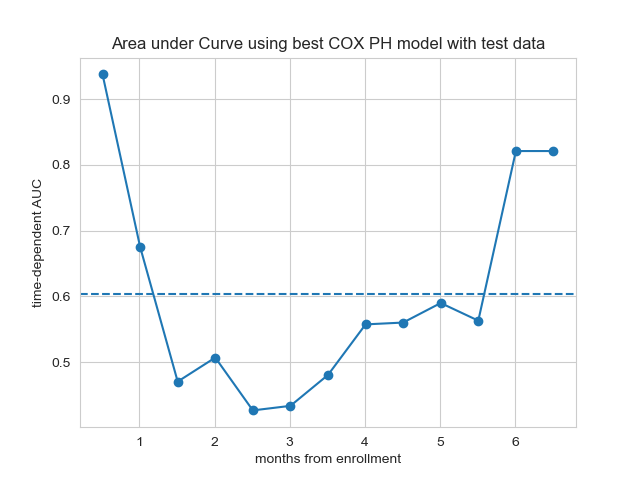 Area under Curve using best COX PH model with test data
time-dependent AUC
0.9
0.8
0.7
0.6
0.5
1 2 3 4 5 6
months from enrollment